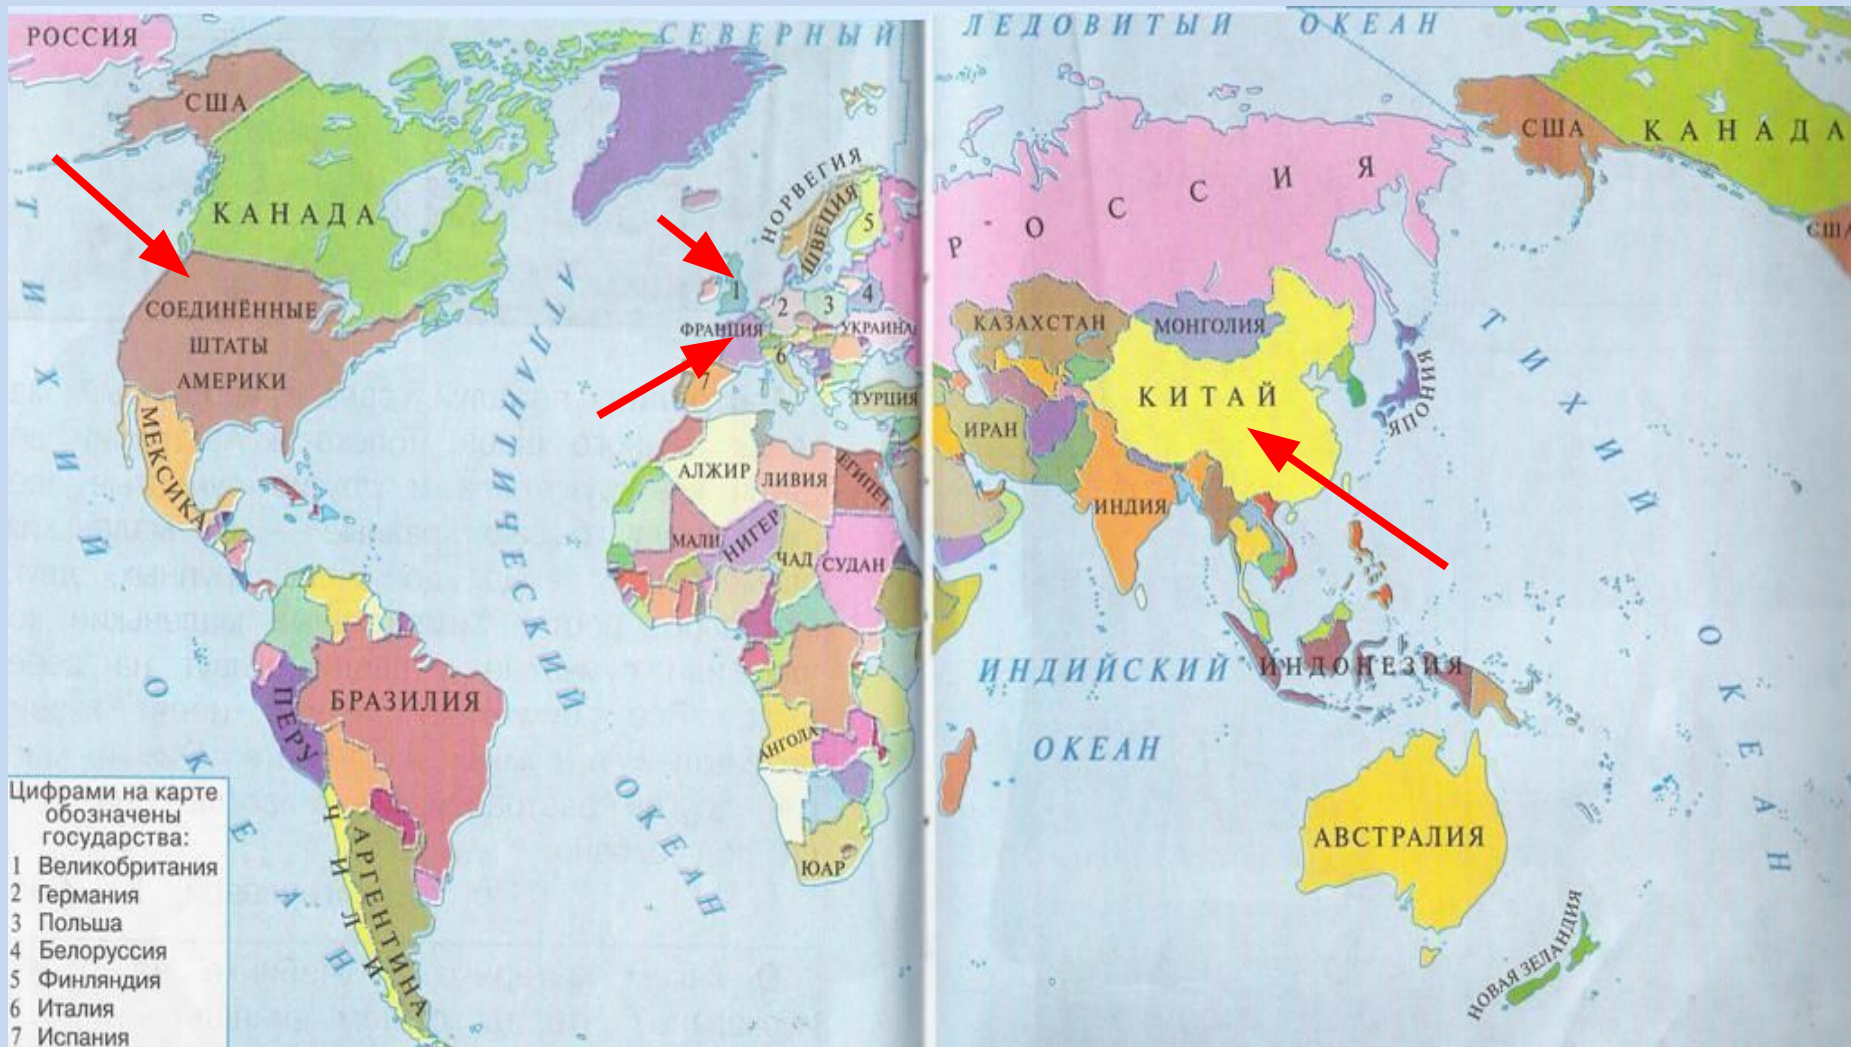 РОССИЯ
СЕВЕРНЫЙ
ЛЕДОВИТЫЙ ОКЕАН
США
КАНАДА
НОРВЕГИЯ
ШВЕЦИЯ
5
РОССИЯ
США
КАНАДА
США
ТИХИЙ
ОКЕАН
СОЕДИНЁННЫЕ
ШТАТЫ
АМЕРИКИ
МЕКСИКА
АТЛАНТИЧЕСКИЙ
ОКЕАН
1
2
3
4
ФРАНЦИЯ
УКРАИНА
6
7
ТУРЦИЯ
КАЗАХСТАН
МОНГОЛИЯ
КИТАЙ
ЯПОНИЯ
ИРАН
ИНДИЯ
ТИХИЙ
ОКЕАН
АЛЖИР
ЛИВИЯ
ЕГИПЕТ
МАЛИ
НИГЕР
ЧАД
СУДАН
ИНДИЙСКИЙ
ОКЕАН
ИНДОНЕЗИЯ
ПЕРУ
БРАЗИЛИЯ
АНГОЛА
ЮАР
ЧИЛИ
АРГЕНТИНА
АВСТРАЛИЯ
НОВАЯ ЗЕЛАНДИЯ
Цифрами на карте
обозначены
государства:
1 Великобритания
2 Германия
3 Польша
4 Белоруссия
5 Финляндия
6 Италия
7 Испания